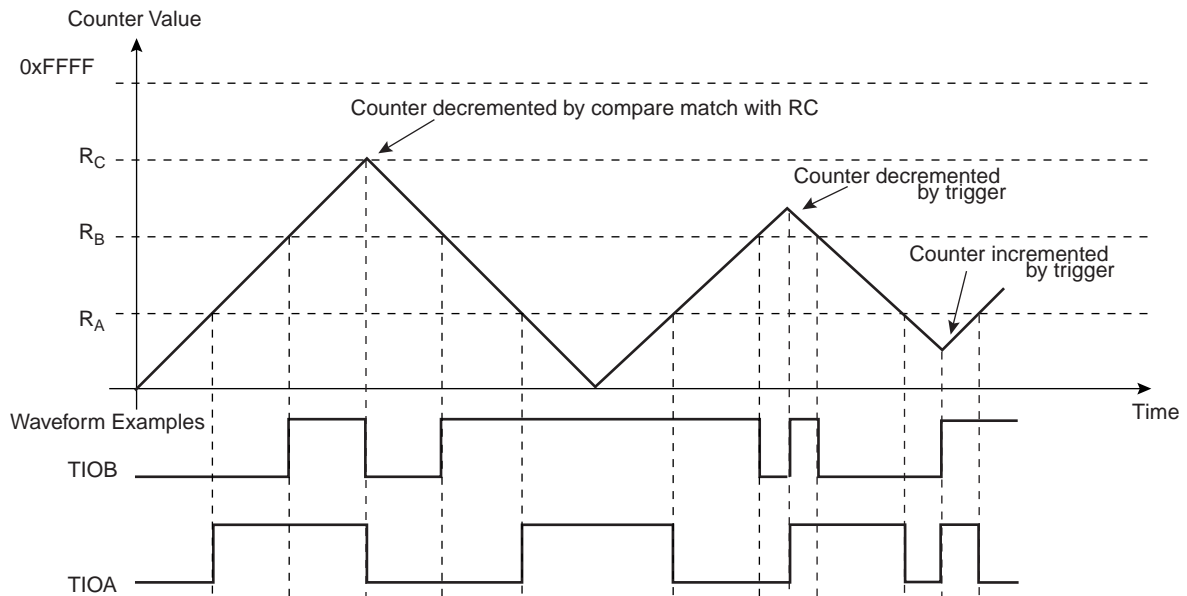 Counter Value
0xFFFF
Counter decremented by compare match with RC
RC
Counter decremented
by trigger
RB
Counter incremented
by trigger
RA
Time
Waveform Examples
TIOB
TIOA